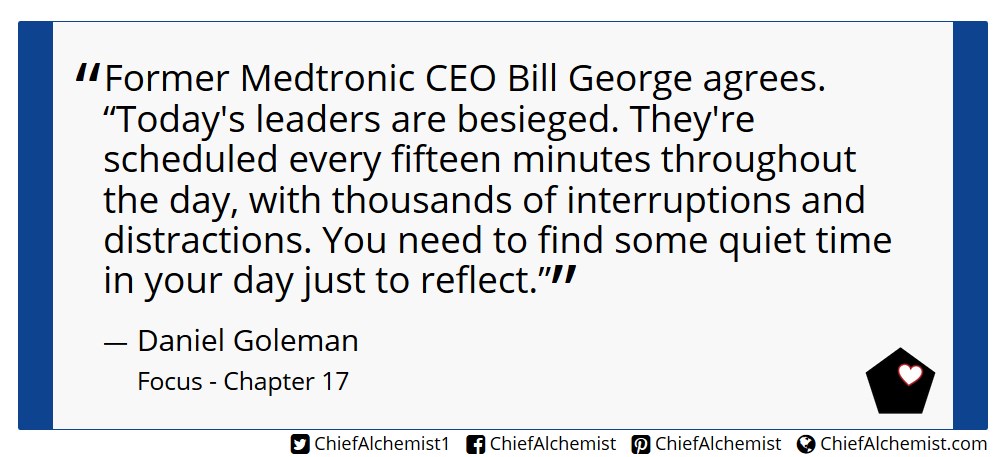 “Former Medtronic CEO Bill George agrees.
“Today's leaders are besieged. They're
scheduled every fifteen minutes throughout
the day, with thousands of interruptions and
distractions. You need to find some quiet time
in your day just to reflect.””
— Daniel Goleman
Focus - Chapter 17
ChiefAlchemist1 ChiefAlchemist ChiefAlchemist ChiefAlchemist.com